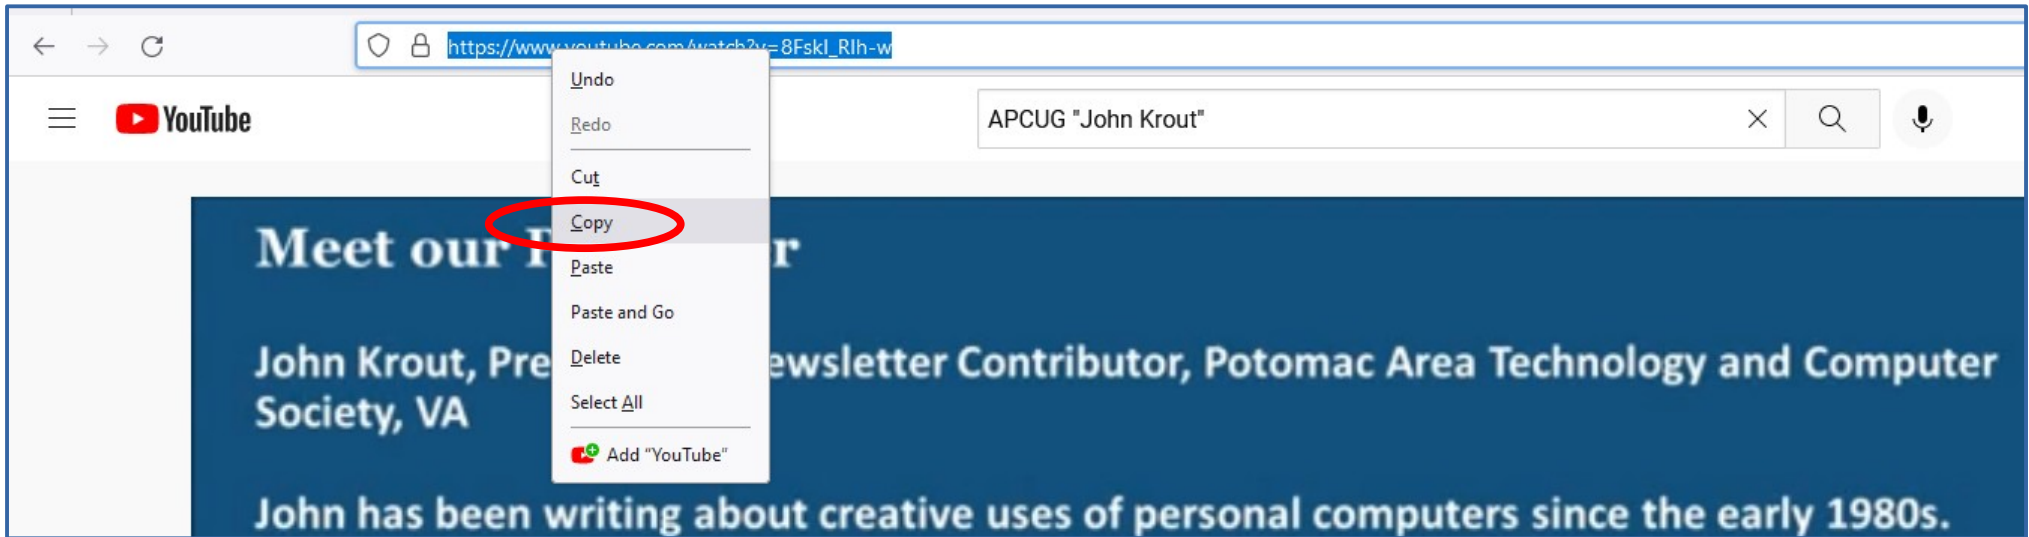 https://www.youtube.com/watch?v=8FskI_RIh-w
YouTube
APCUG "John Krout"
Undo
Redo
Cut
Copy
Paste
Paste and Go
Delete
Select All
Add "YouTube"
Meet our P r
John Krout, Pre ewsletter Contributor, Potomac Area Technology and Computer
Society, VA
John has been writing about creative uses of personal computers since the early 1980s.